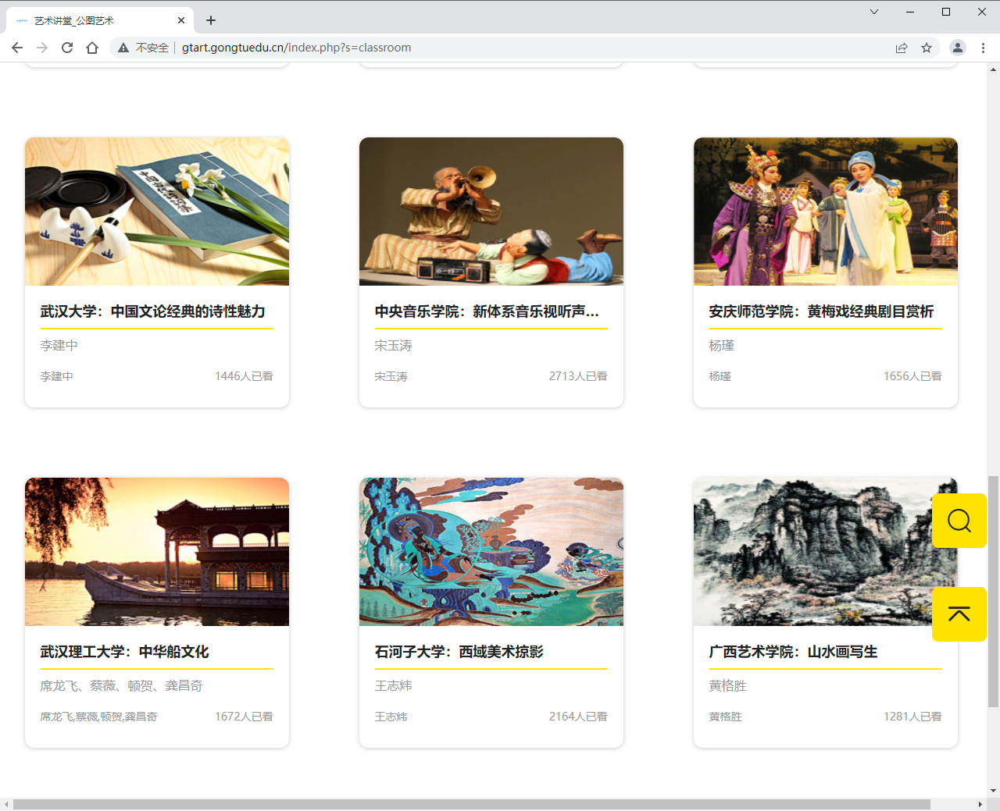 艺术讲堂_公图艺术
不安全
gtart.gongtuedu.cn/index.php?s=classroom
武汉大学：中国文论经典的诗性魅力
李建中
李建中 1446人已看
中央音乐学院：新体系音乐视听声...
宋玉涛
宋玉涛 2713人已看
安庆师范学院：黄梅戏经典剧目赏析
杨瑾
杨瑾 1656人已看
武汉理工大学：中华船文化
席龙飞、蔡薇、顿贺、龚昌奇
席龙飞,蔡薇,顿贺,龚昌奇 1672人已看
石河子大学：西域美术掠影
王志炜
王志炜 2164人已看
广西艺术学院：山水画写生
黄格胜
黄格胜 1281人已看